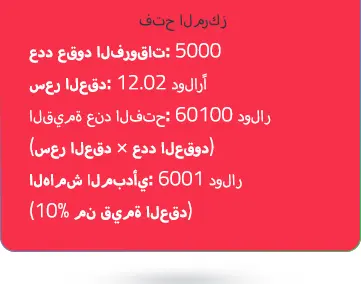 فتح المركز
عدد عقود الفروقات: 5000
سعر العقد: 12.02 دولارًا
القيمة عند الفتح: 60100 دولار
(سعر العقد × عدد العقود)
الهامش المبدأي: 6001 دولار
(10% من قيمة العقد)